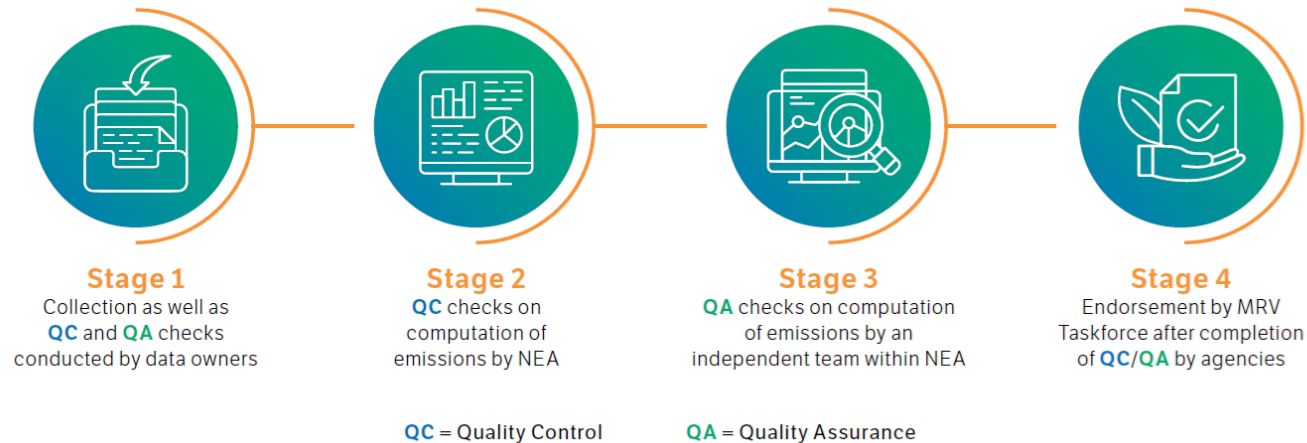 Stage 1
Collection as well as
QC and QA checks
conducted by data owners
Stage 2
QC checks on
computation of
emissions by NEA
Stage 3
QA checks on computation
of emissions by an
independent team within NEA
Stage 4
Endorsement by MRV
Taskforce after completion
of QC/QA by agencies
QC = Quality Control
QA = Quality Assurance